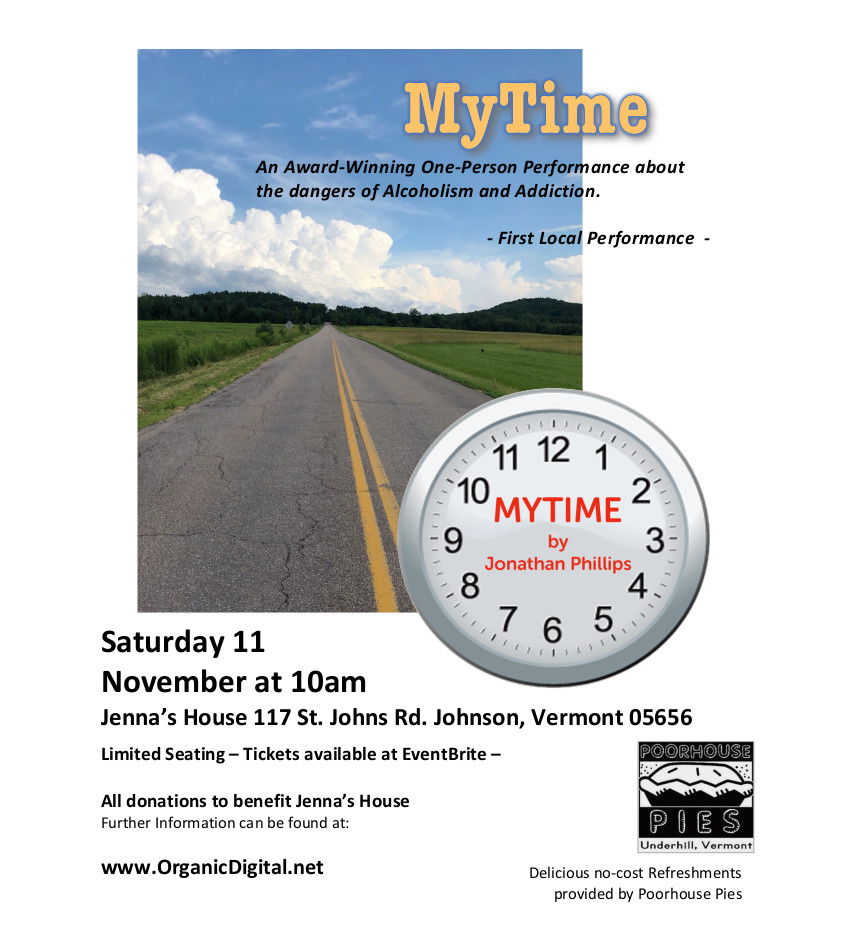 MyTime
An Award-Winning One-Person Performance about
the dangers of Alcoholism and Addiction.
- First Local Performance -
11 12 1
10 2
MYTIME
by
9 3
Jonathan Phillips
8 4
7 6 5
Saturday 11
November at 10am
Jenna’s House 117 St. Johns Rd. Johnson, Vermont 05656
Limited Seating – Tickets available at EventBrite –
All donations to benefit Jenna’s House
Further Information can be found at:
www.OrganicDigital.net
POORHOUSE
PIES
Underhill, Vermont
Delicious no-cost Refreshments
provided by Poorhouse Pies